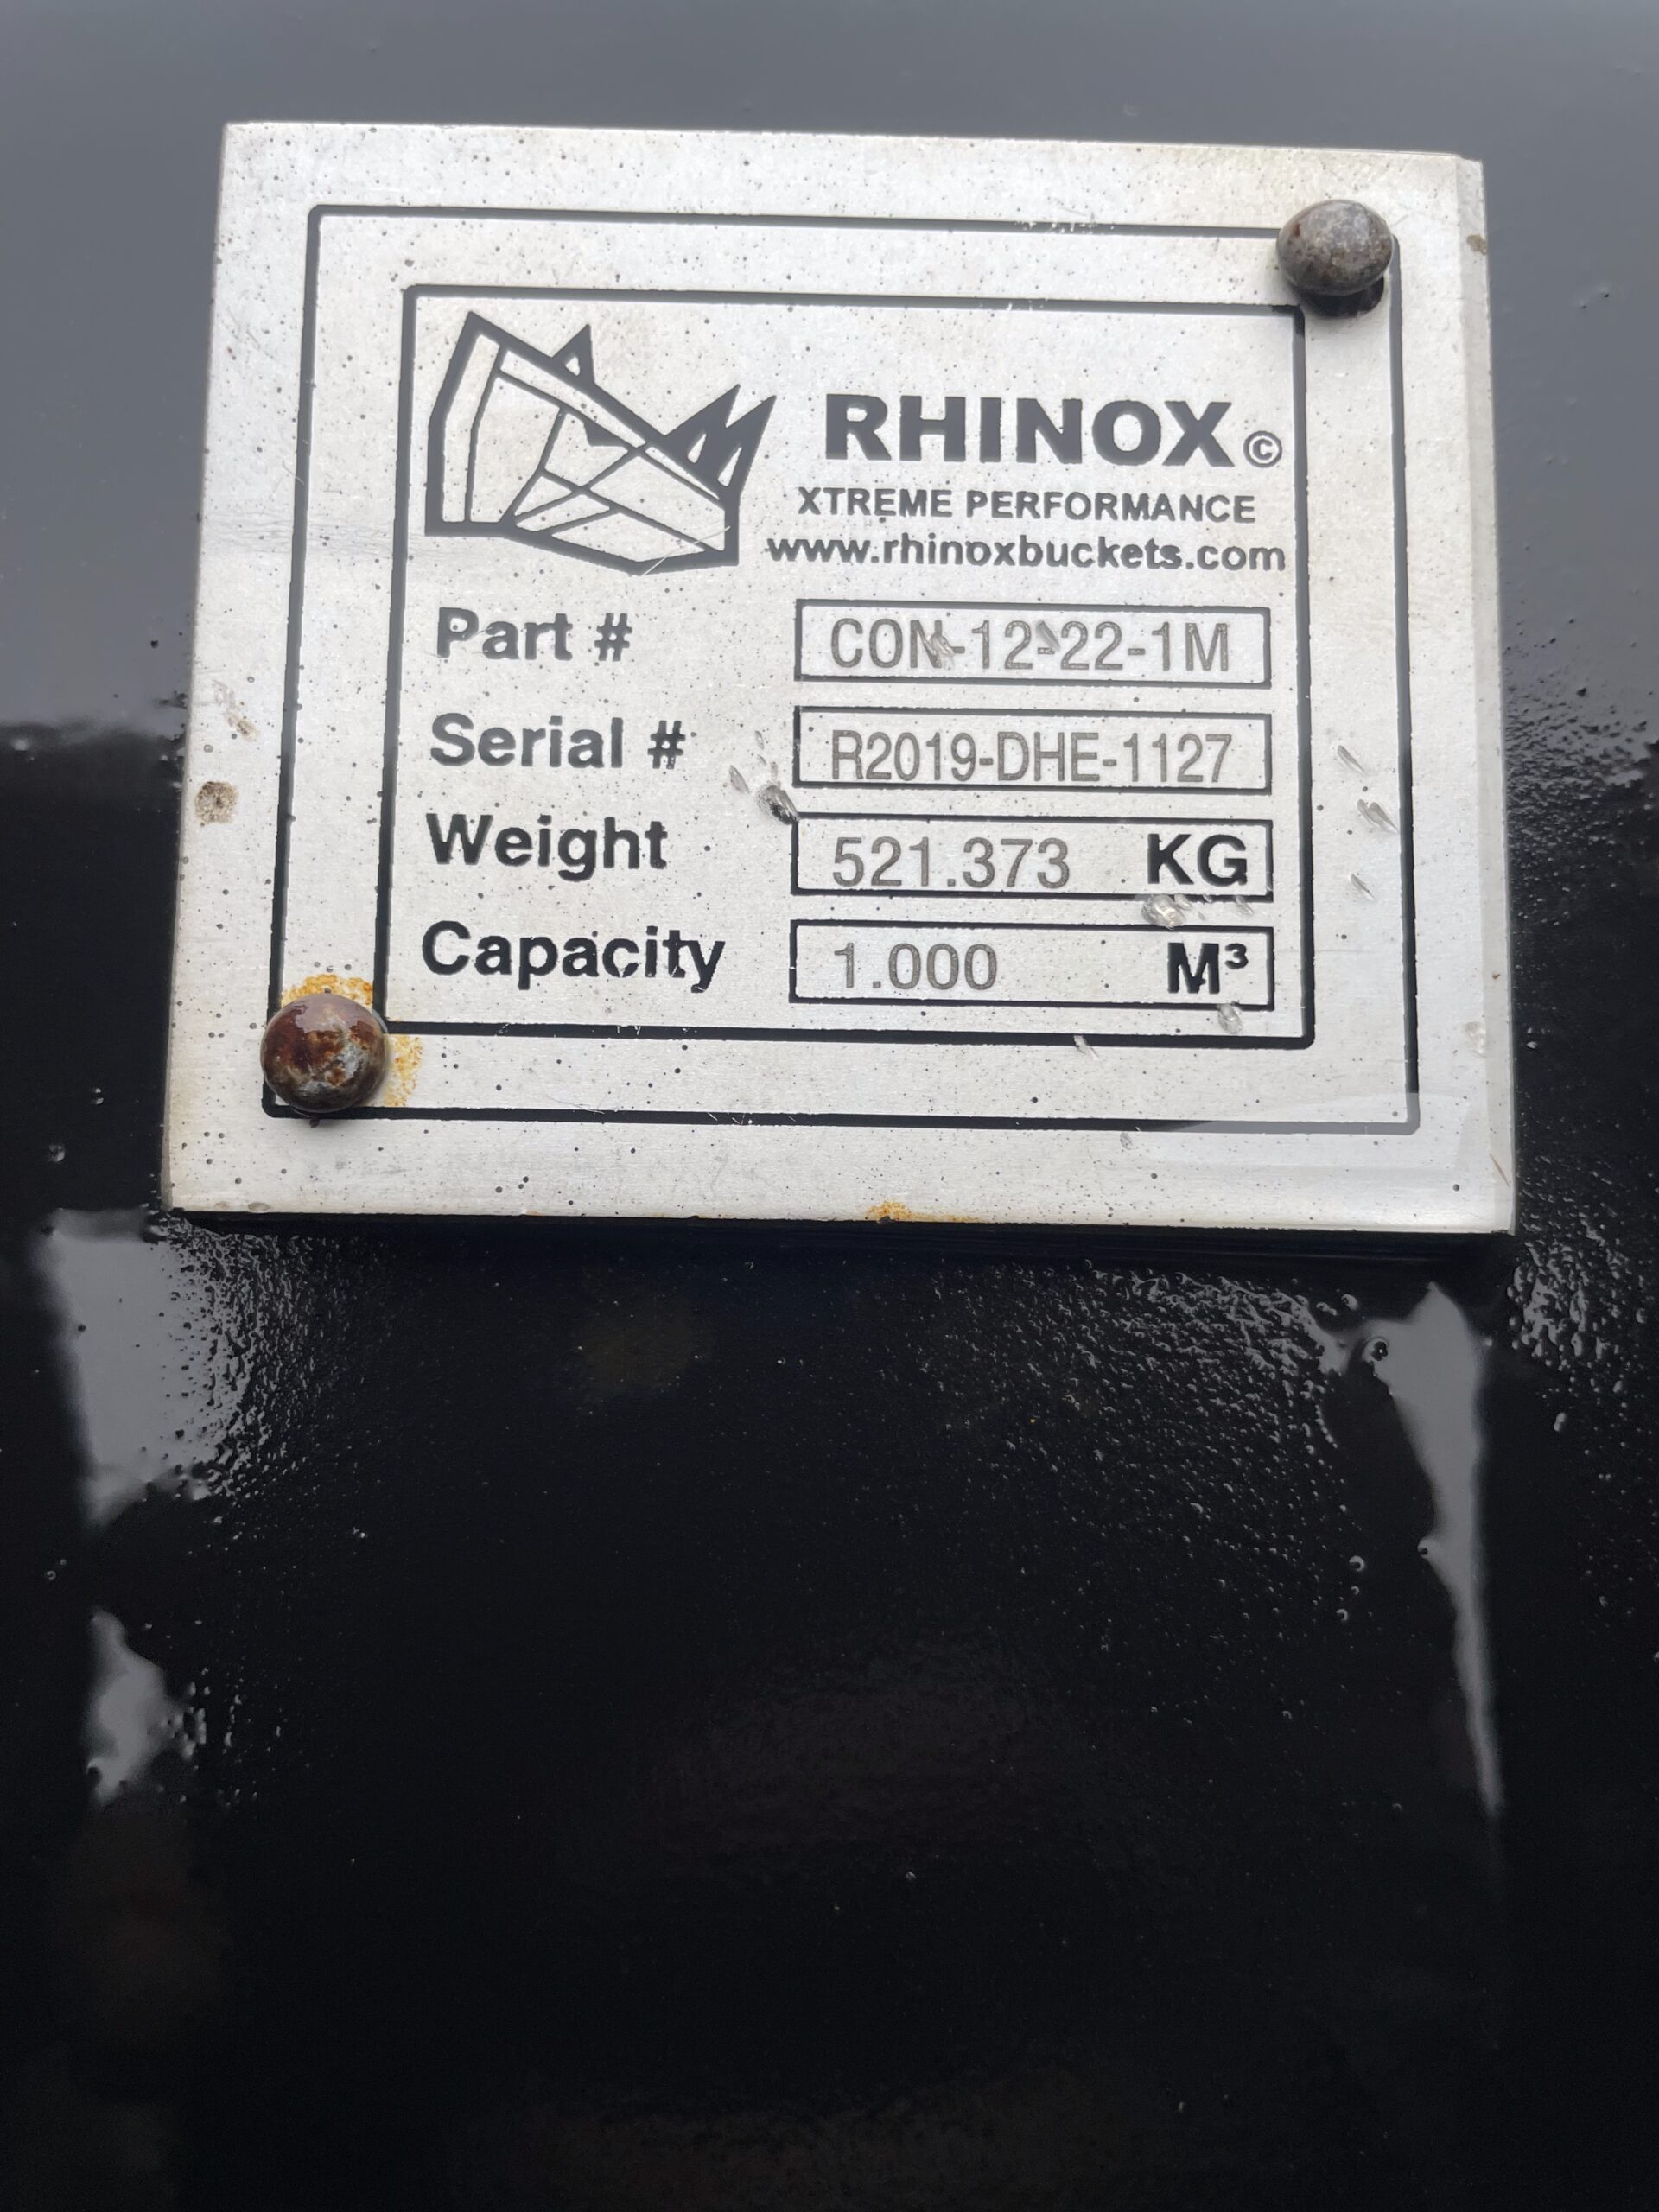 RHINOX©
XTREME PERFORMANCE
www.rhinoxbuckets.com
Part # CON-12-22-1M
Serial # R2019-DHE-1127
Weight 521.373 KG
Capacity 1.000 M³